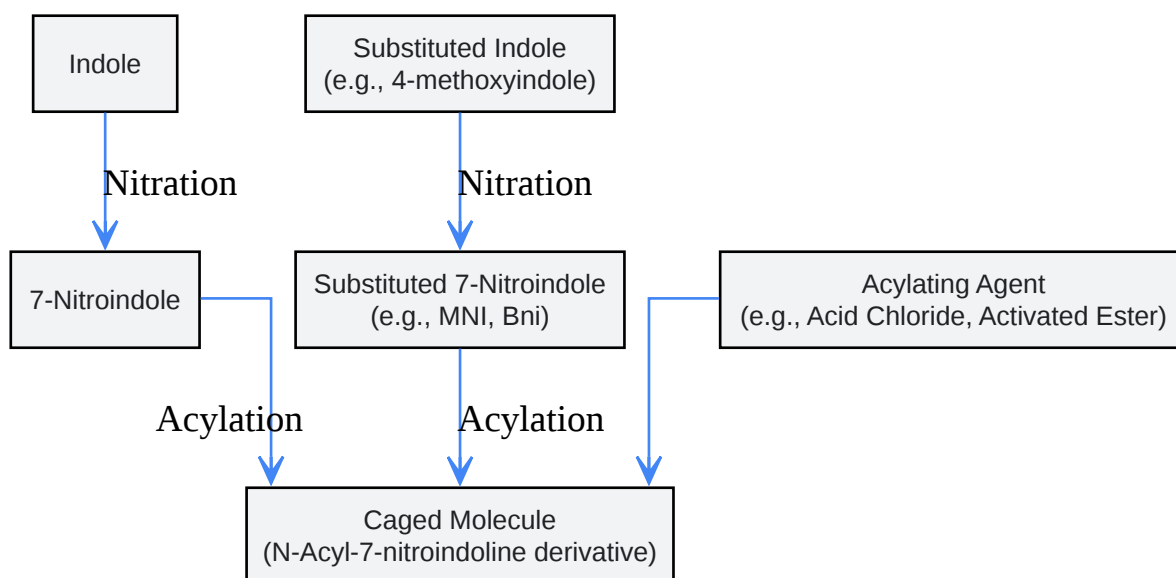 Indole
Substituted Indole
(e.g., 4-methoxyindole)
Nitration
Nitration
7-Nitroindole
Substituted 7-Nitroindole
(e.g., MNI, Bni)
Acylating Agent
(e.g., Acid Chloride, Activated Ester)
Acylation
Acylation
Caged Molecule
(N-Acyl-7-nitroindoline derivative)